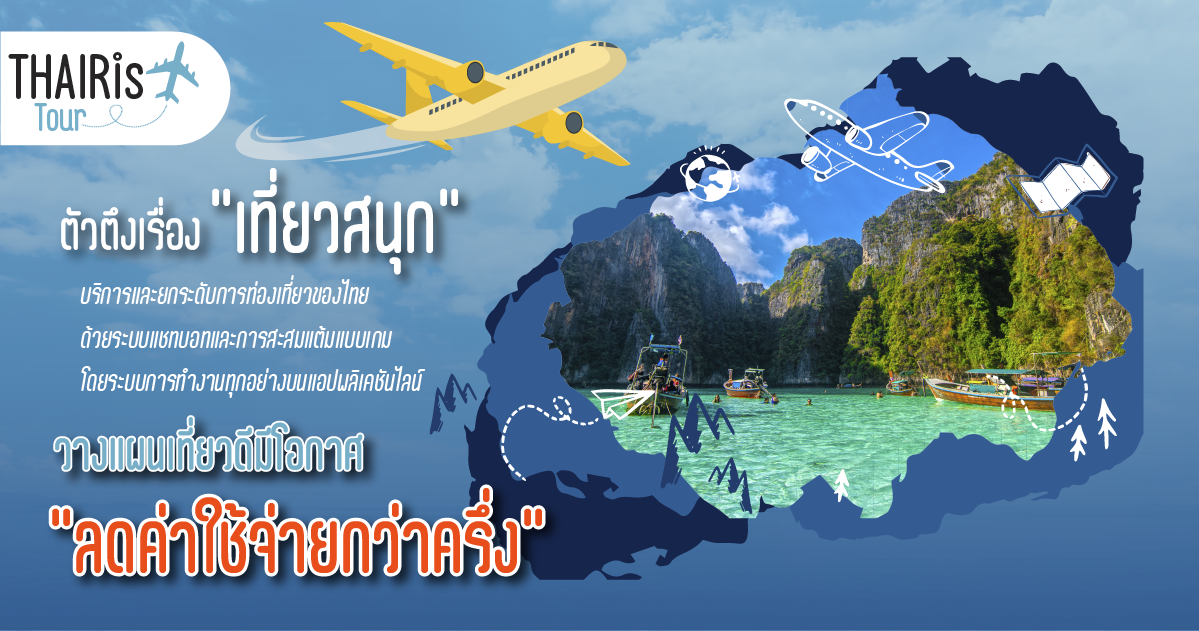 THAIRis
Tour
ตัวตึงเรื่อง "เที่ยวสนุก"
บริการและยกระดับการท่องเที่ยวของไทย
ด้วยระบบแชทบอทและการสะสมแต้มแบบเกม
โดยระบบการทำงานทุกอย่างบนแอปพลิเคชันไลน์
วางแผนเที่ยวดีมีโอกาศ
"ลดค่าใช้จ่ายกว่าครึ่ง"